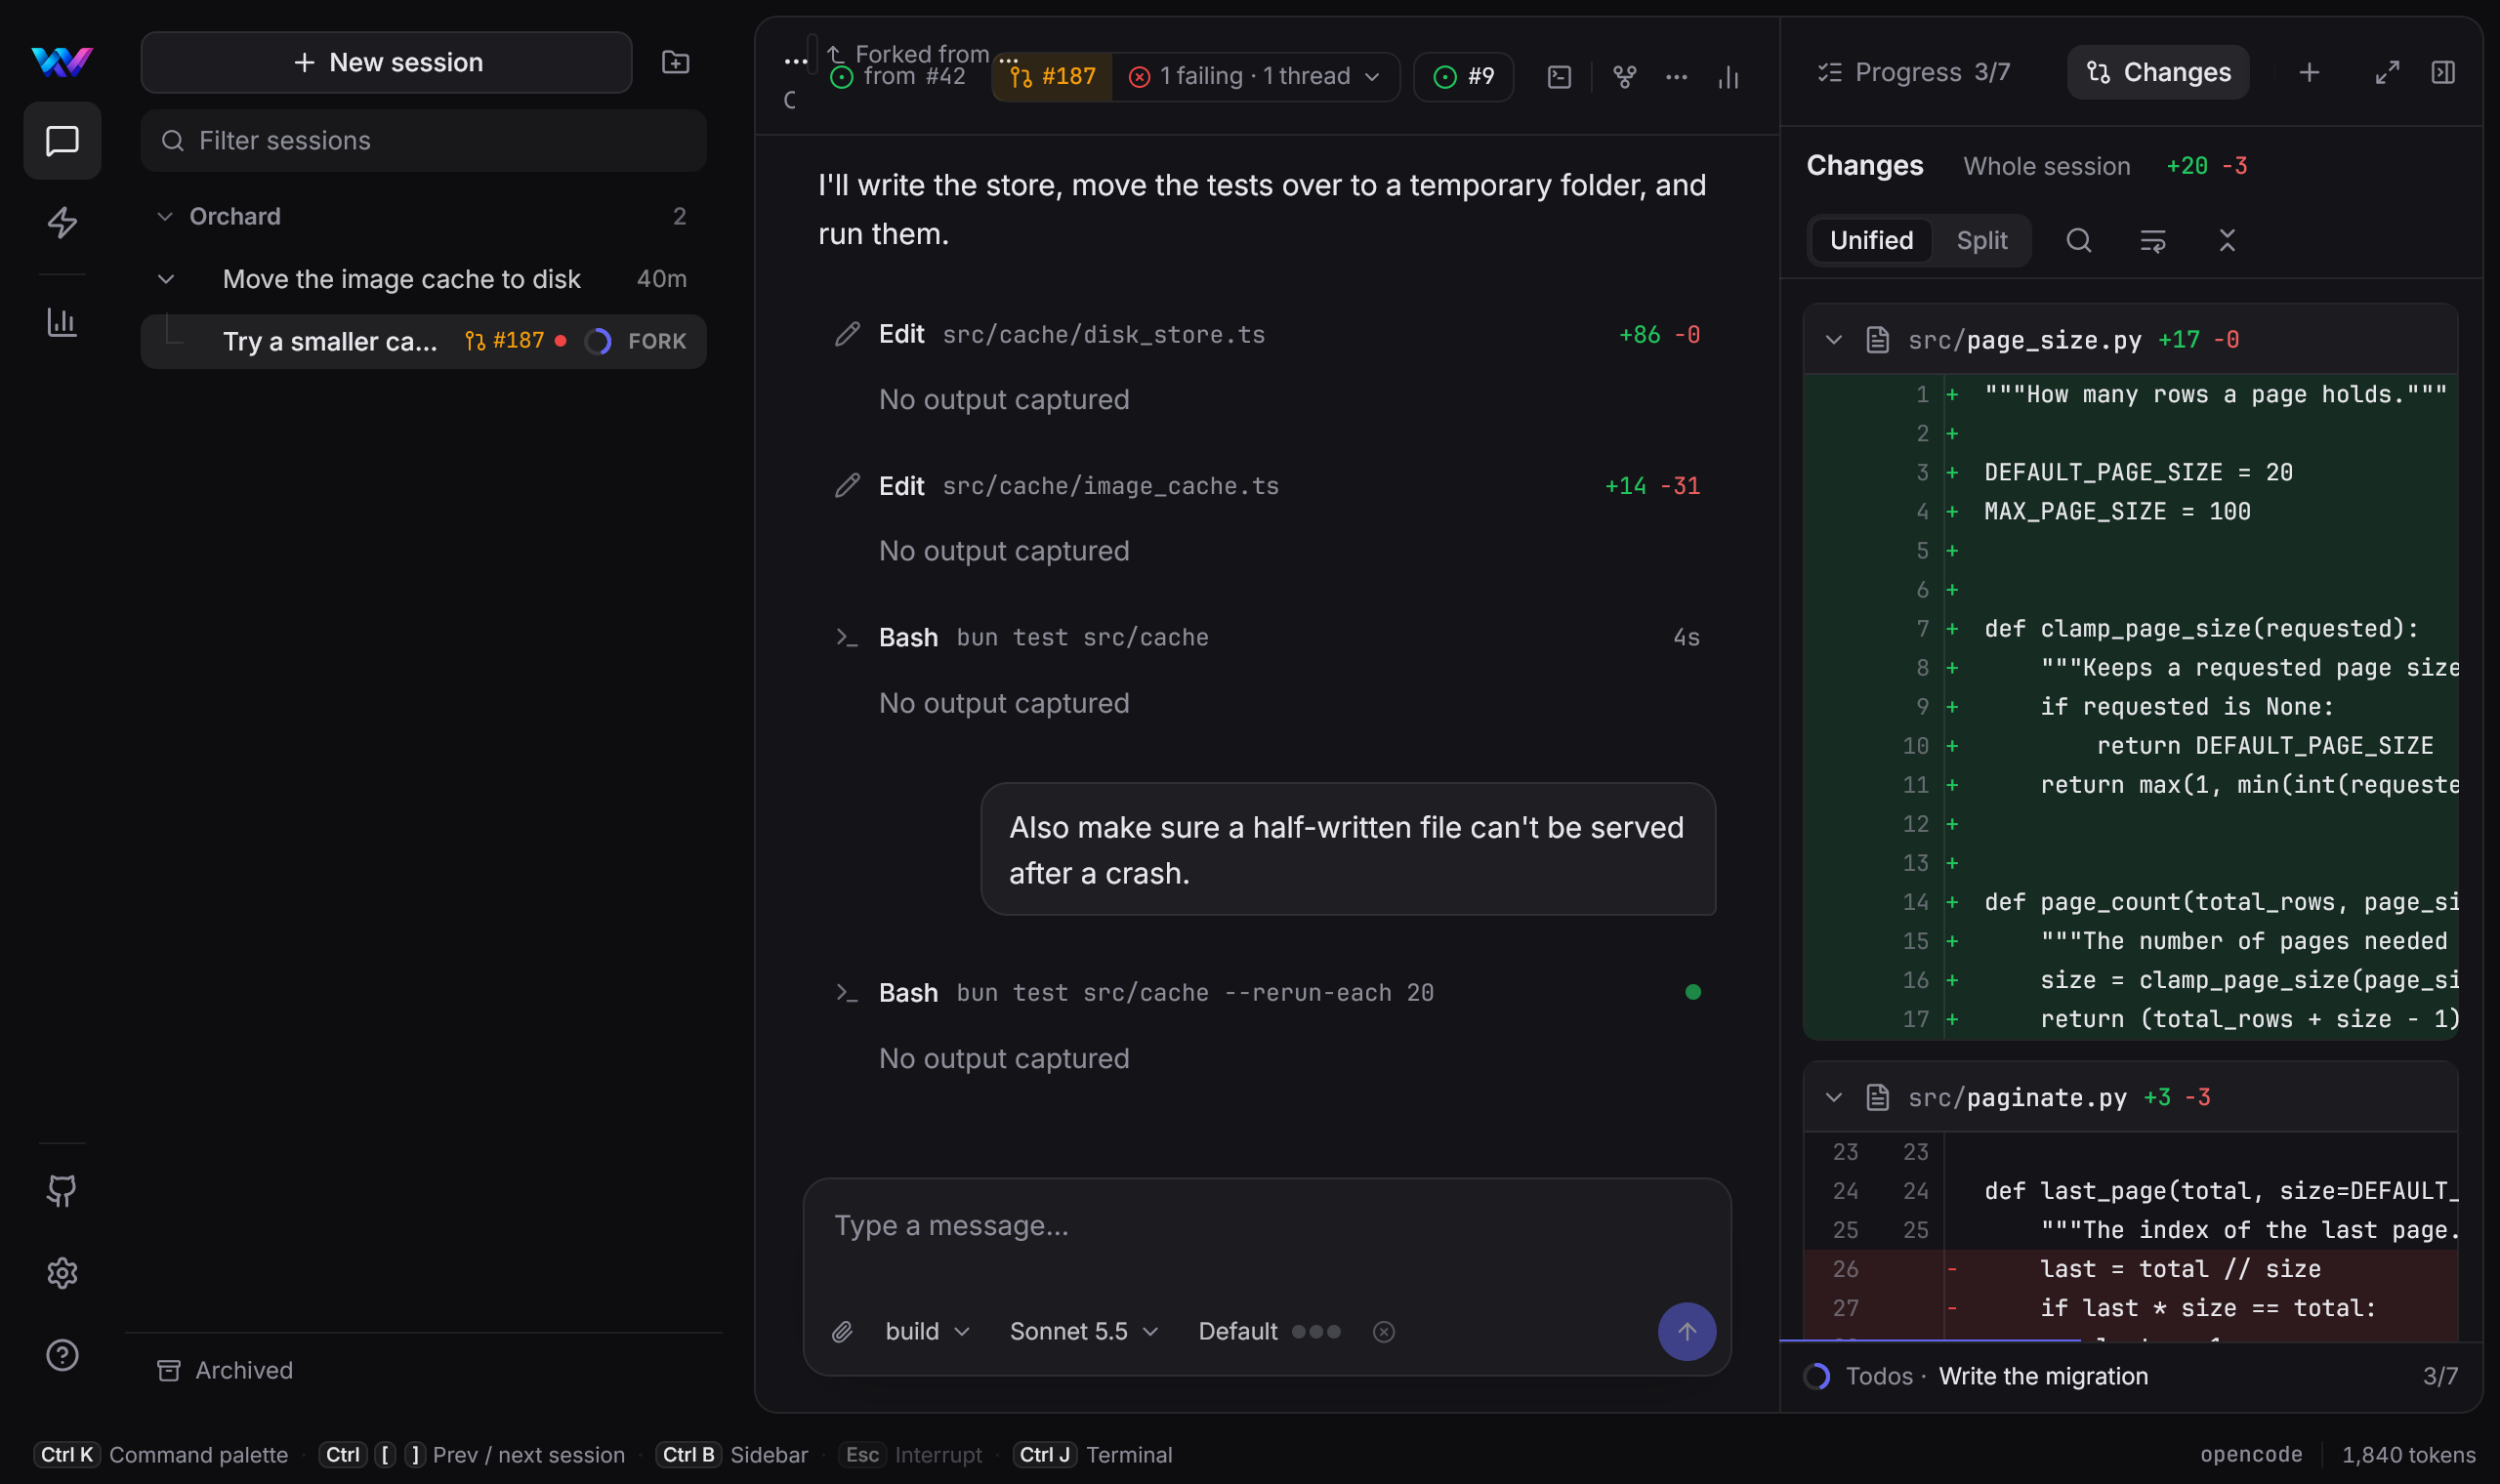 New session
Filter sessions
Orchard 2
Move the image cache to disk 40m
Try a smaller ca... #187 FORK
Archived
... Forked from ...
from #42 #187 1 failing · 1 thread #9
I'll write the store, move the tests over to a temporary folder, and
run them.
Edit src/cache/disk_store.ts +86 -0
No output captured
Edit src/cache/image_cache.ts +14 -31
No output captured
Bash bun test src/cache 4s
No output captured
Also make sure a half-written file can't be served
after a crash.
Bash bun test src/cache --rerun-each 20
No output captured
Type a message...
build Sonnet 5.5 Default
Progress 3/7 Changes
Changes Whole session +20 -3
Unified Split
src/page_size.py +17 -0
1 + """How many rows a page holds."""
2 +
3 + DEFAULT_PAGE_SIZE = 20
4 + MAX_PAGE_SIZE = 100
5 +
6 +
7 + def clamp_page_size(requested):
8 + """Keeps a requested page size
9 + if requested is None:
10 + return DEFAULT_PAGE_SIZE
11 + return max(1, min(int(requeste
12 +
13 +
14 + def page_count(total_rows, page_si
15 + """The number of pages needed
16 + size = clamp_page_size(page_si
17 + return (total_rows + size - 1)
src/paginate.py +3 -3
23 23
24 24 def last_page(total, size=DEFAULT_
25 25 """The index of the last page.
26 - last = total // size
27 - if last * size == total:
Todos · Write the migration 3/7
Ctrl K Command palette · Ctrl [ ] Prev / next session · Ctrl B Sidebar · Esc Interrupt · Ctrl J Terminal
opencode 1,840 tokens